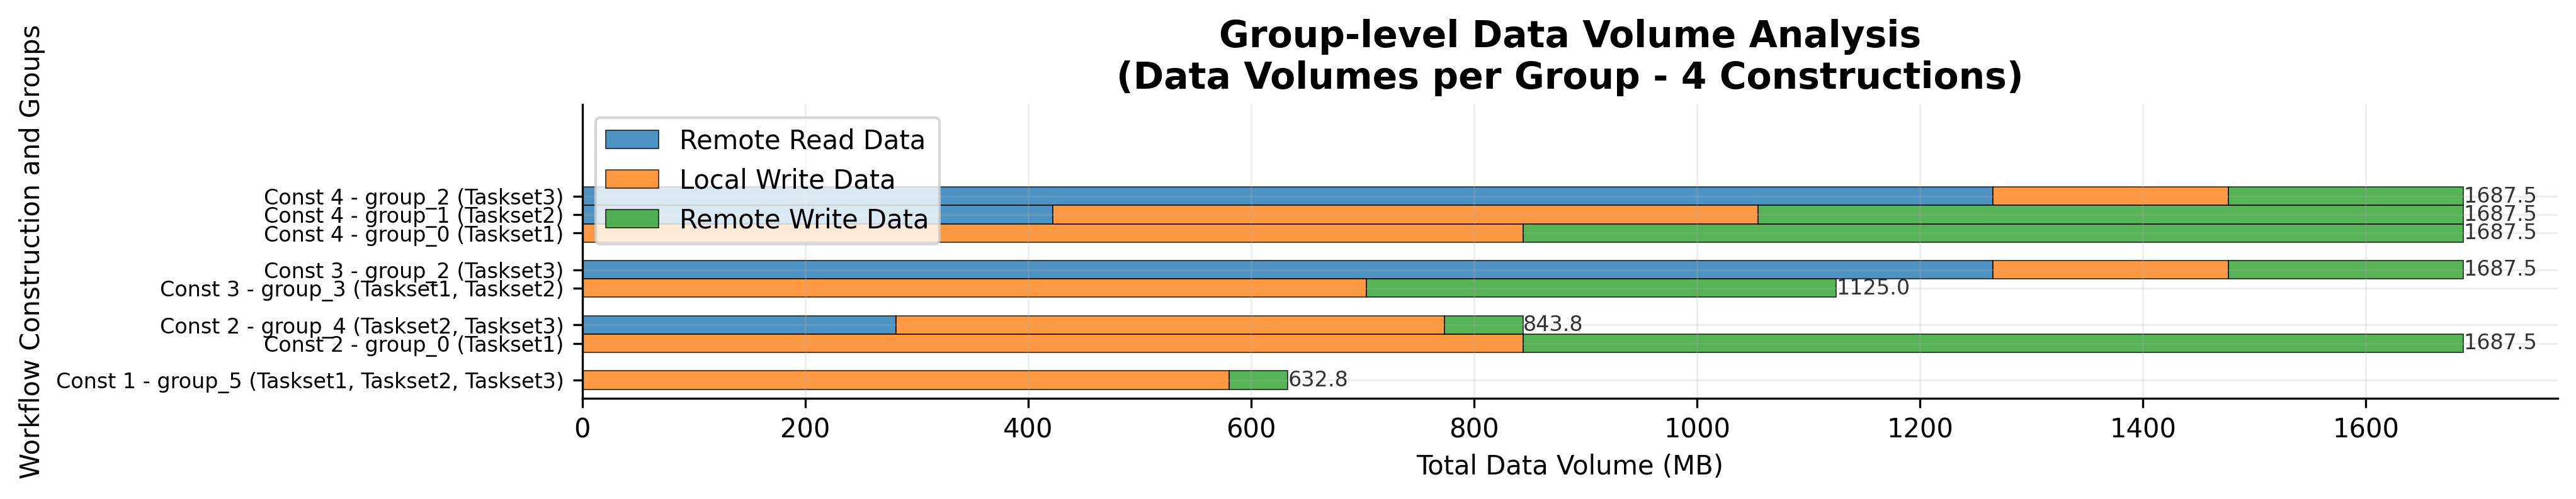 Group-level Data Volume Analysis
(Data Volumes per Group - 4 Constructions)
Workflow Construction and Groups
Remote Read Data
Local Write Data
Remote Write Data
Const 4 - group_2 (Taskset3)
1687.5
Const 4 - group_1 (Taskset2)
1687.5
Const 4 - group_0 (Taskset1)
1687.5
Const 3 - group_2 (Taskset3)
1687.5
Const 3 - group_3 (Taskset1, Taskset2)
1125.0
Const 2 - group_4 (Taskset2, Taskset3)
843.8
Const 2 - group_0 (Taskset1)
1687.5
Const 1 - group_5 (Taskset1, Taskset2, Taskset3)
632.8
0 200 400 600 800 1000 1200 1400 1600
Total Data Volume (MB)